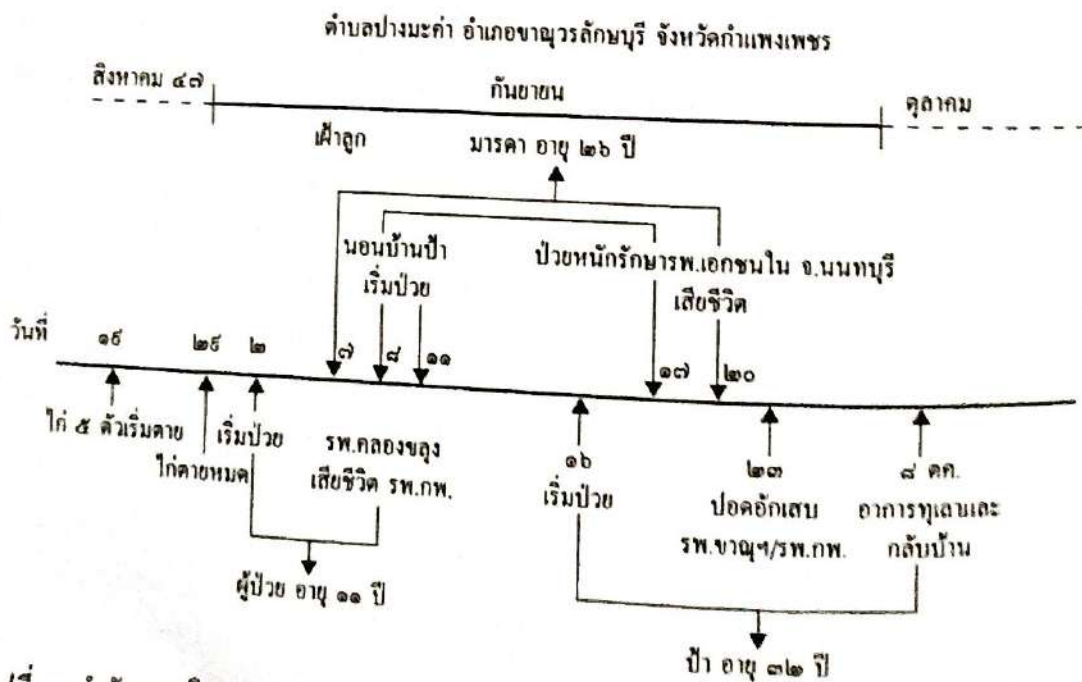 ตำบลปางมะค่า อำเภอขาณุวรลักษบุรี จังหวัดกำแพงเพชร
สิงหาคม ๔๗
กันยายน
ตุลาคม
เฝ้าลูก
มารดา อายุ ๒๖ ปี
นอนบ้านป้า
เริ่มป่วย
ป่วยหนักรักษารพ.เอกชนใน จ.นนทบุรี
เสียชีวิต
วันที่
๑๙
๒๙
๒
๗
๘
๑๑
๑๗
๒๐
ไก่ ๕ ตัวเริ่มตาย
ไก่ตายหมด
เริ่มป่วย
รพ.คลองขลุง
เสียชีวิต รพ.กพ.
ผู้ป่วย อายุ ๑๑ ปี
๑๖
เริ่มป่วย
๒๓
ปอดอักเสบ
รพ.ขาณุฯ/รพ.กพ.
๘ ตค.
อาการทุเลาและ
กลับบ้าน
ป้า อายุ ๓๒ ปี